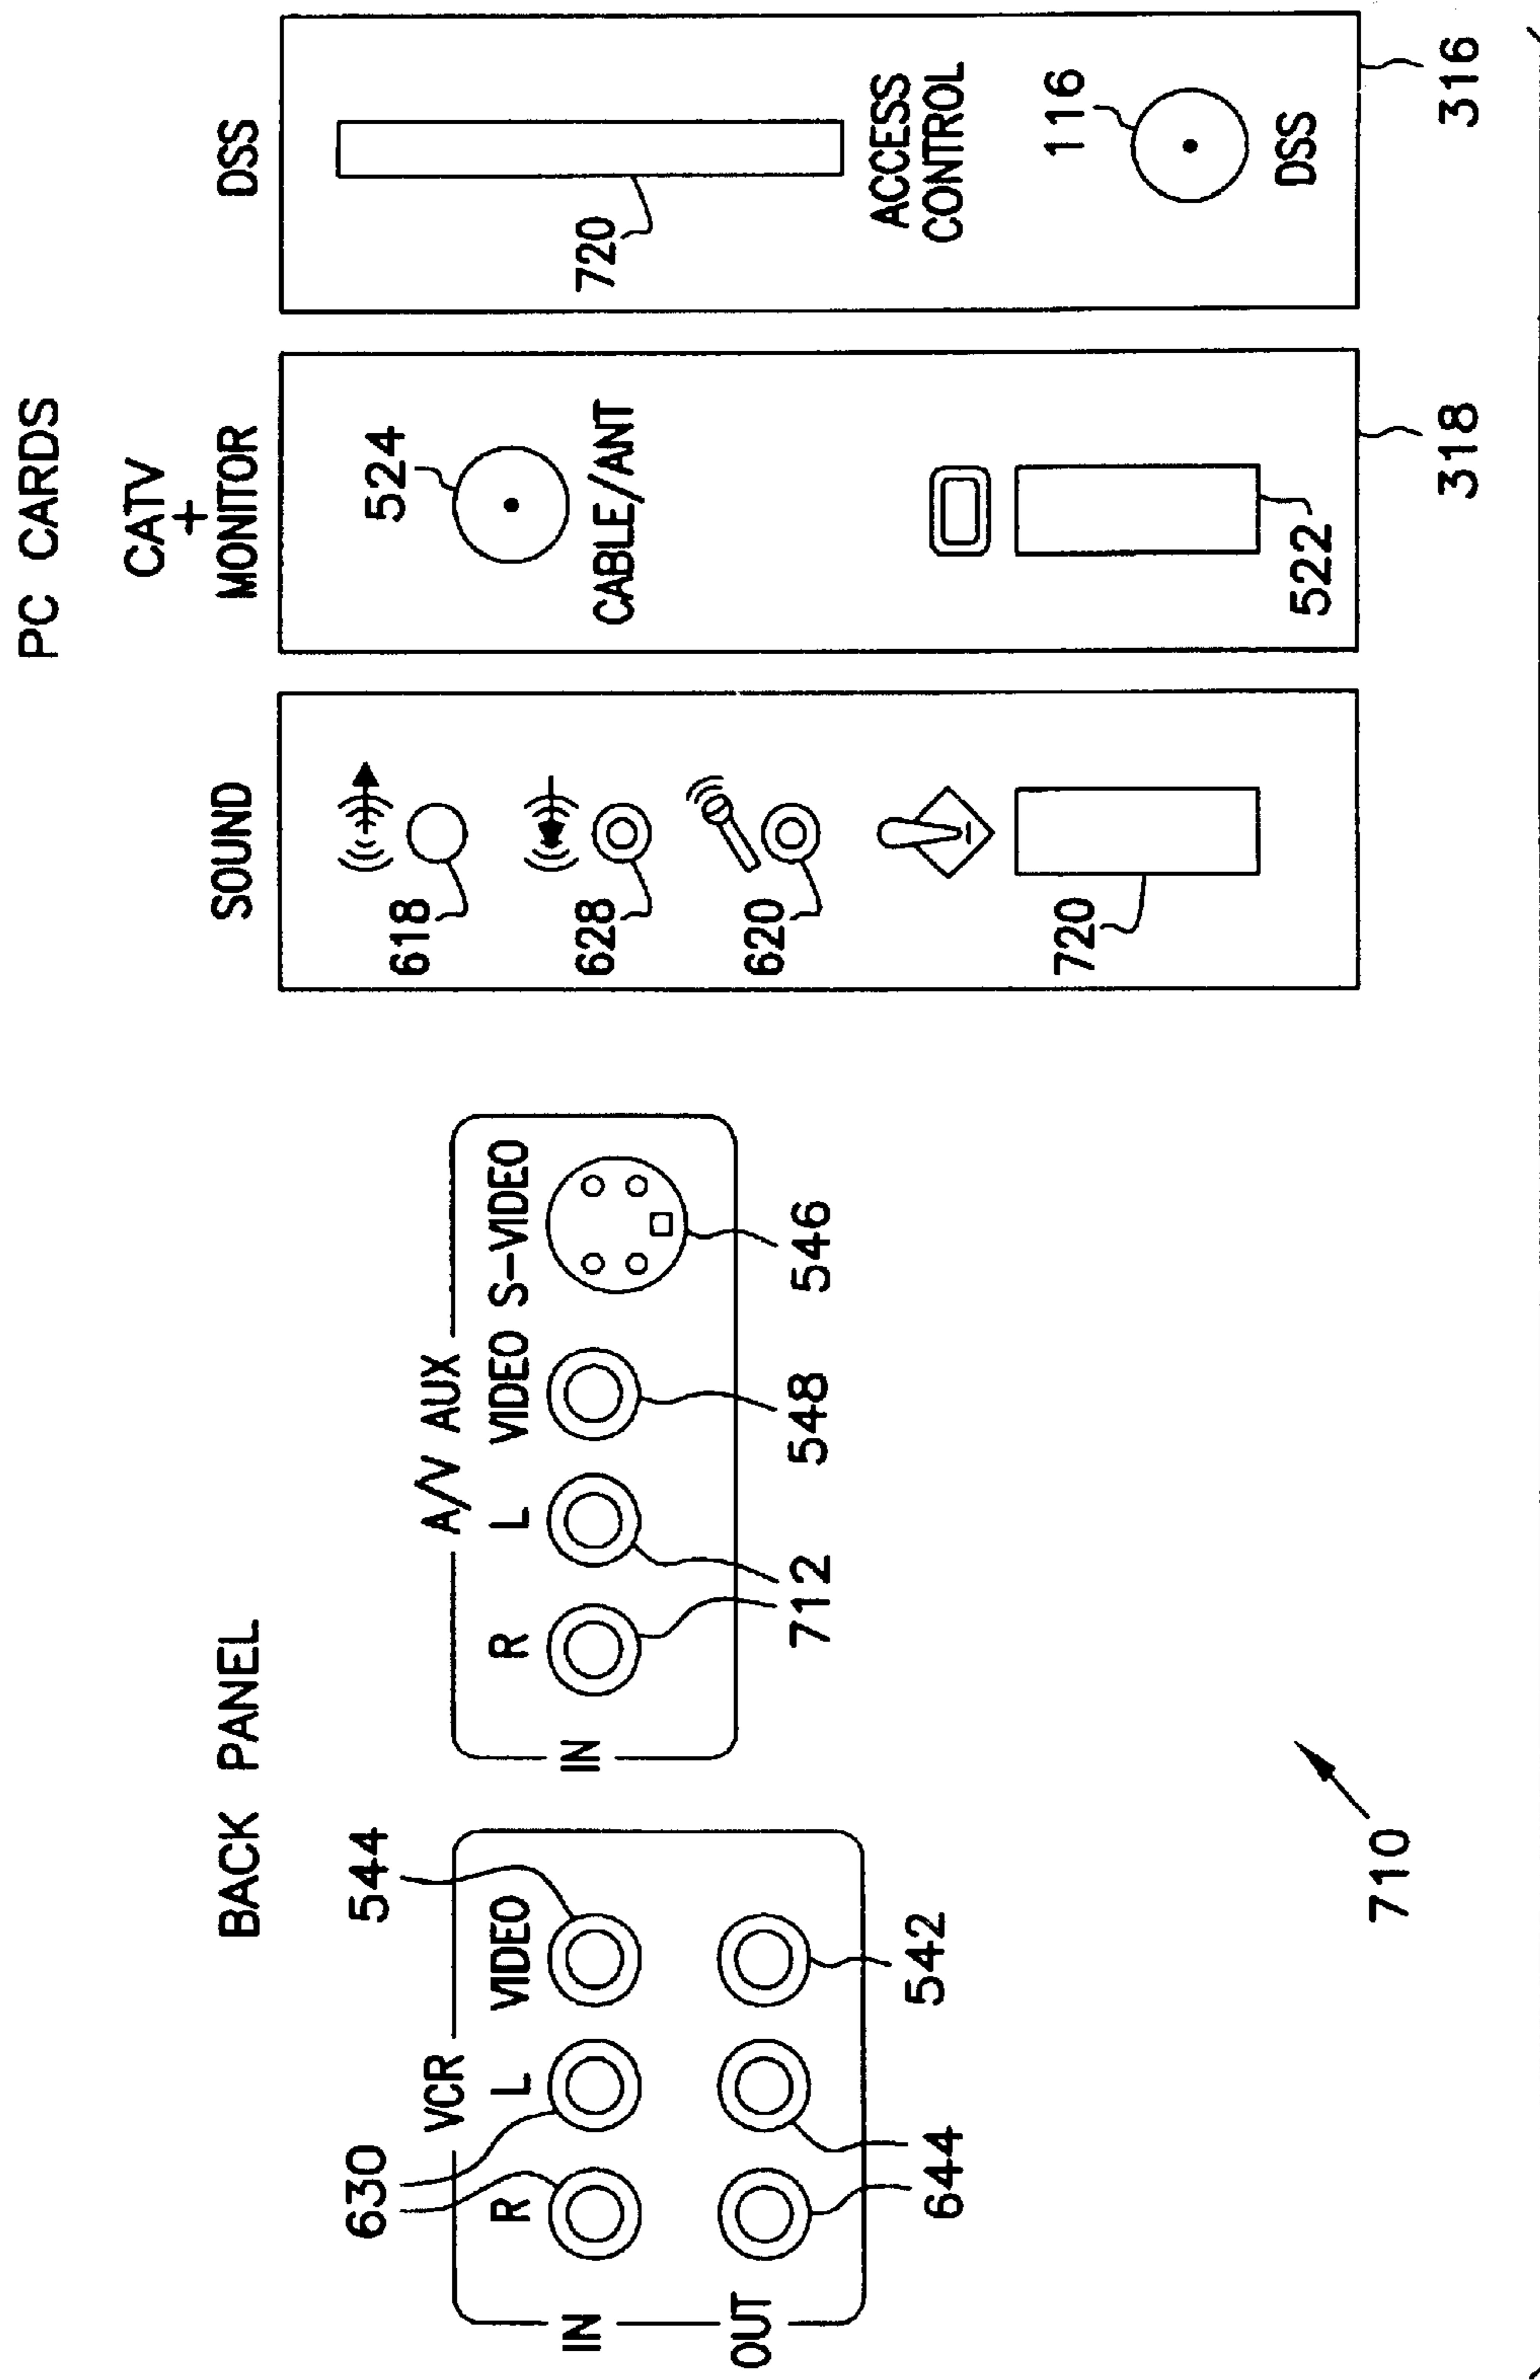 BACK PANEL
VCR
630
544
R L VIDEO
IN
OUT
644
542
A/V AUX
R L VIDEO S-VIDEO
IN
712
548
546
710
PC CARDS
SOUND
618
628
620
720
CATV
+
MONITOR
524
CABLE/ANT
522
318
DSS
720
ACCESS
CONTROL
116
DSS
316